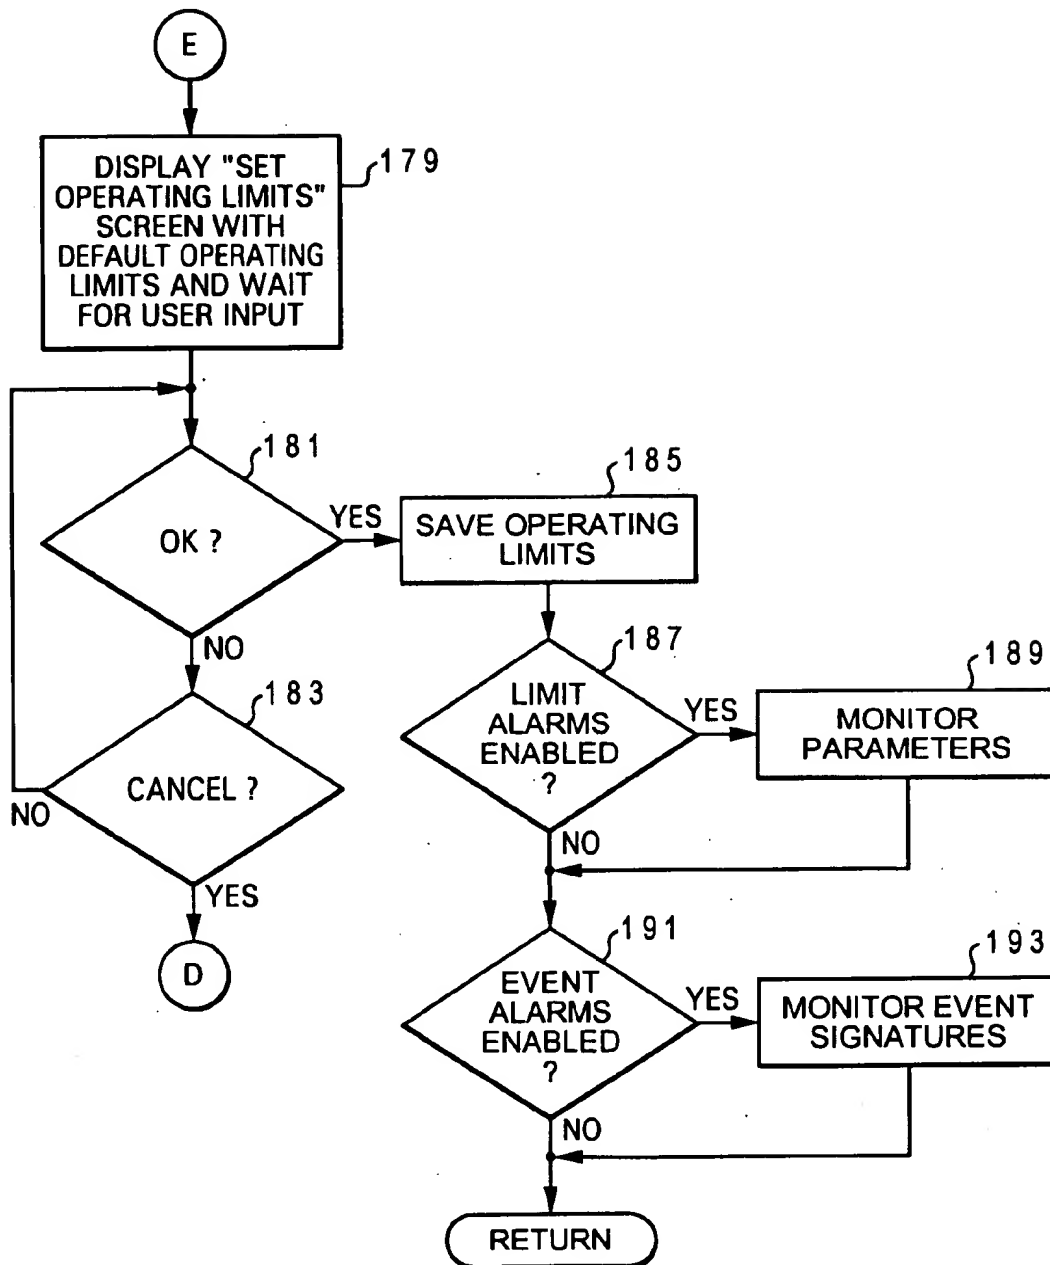 E
DISPLAY "SET
OPERATING LIMITS"
SCREEN WITH
DEFAULT OPERATING
LIMITS AND WAIT
FOR USER INPUT
179
181
OK ?
YES
NO
185
SAVE OPERATING
LIMITS
183
CANCEL ?
NO
YES
D
187
LIMIT
ALARMS
ENABLED
?
YES
NO
189
MONITOR
PARAMETERS
191
EVENT
ALARMS
ENABLED
?
YES
NO
193
MONITOR EVENT
SIGNATURES
RETURN